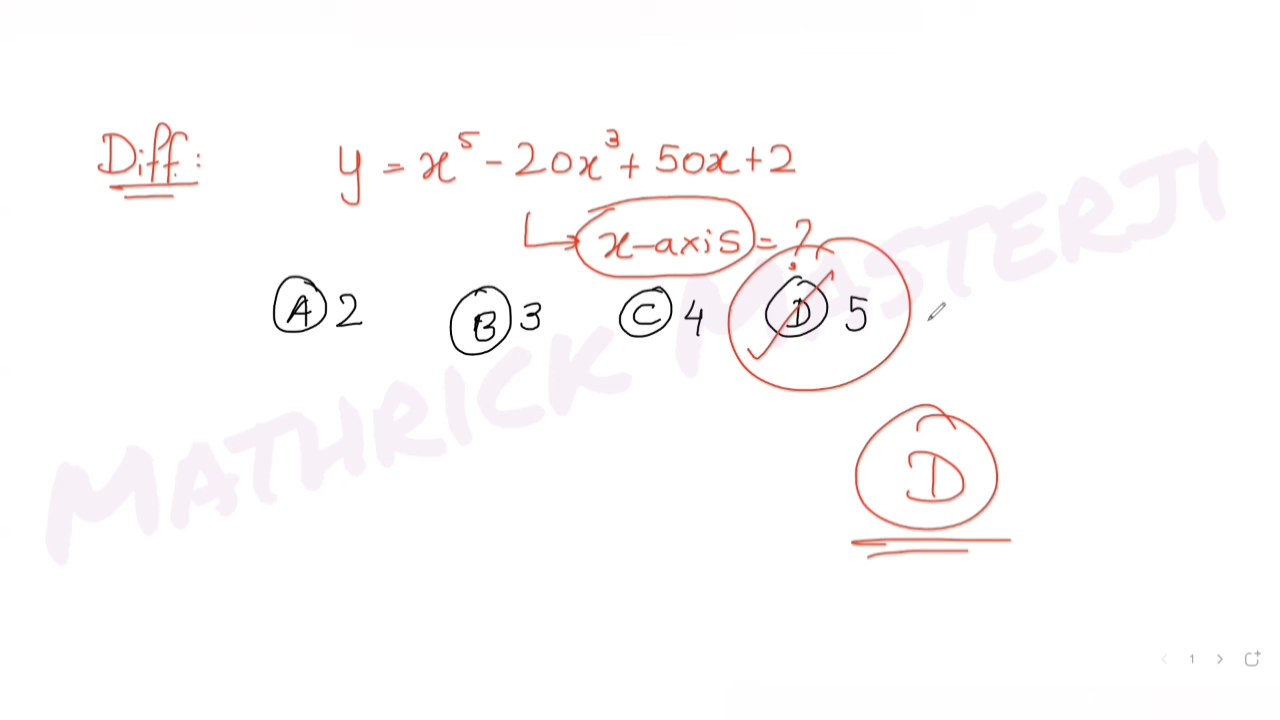 Diff: y = x⁵ - 20x³ + 50x + 2
x-axis = ?
A 2 B 3 C 4 D 5
D
MATHRICK MASTERJI
1